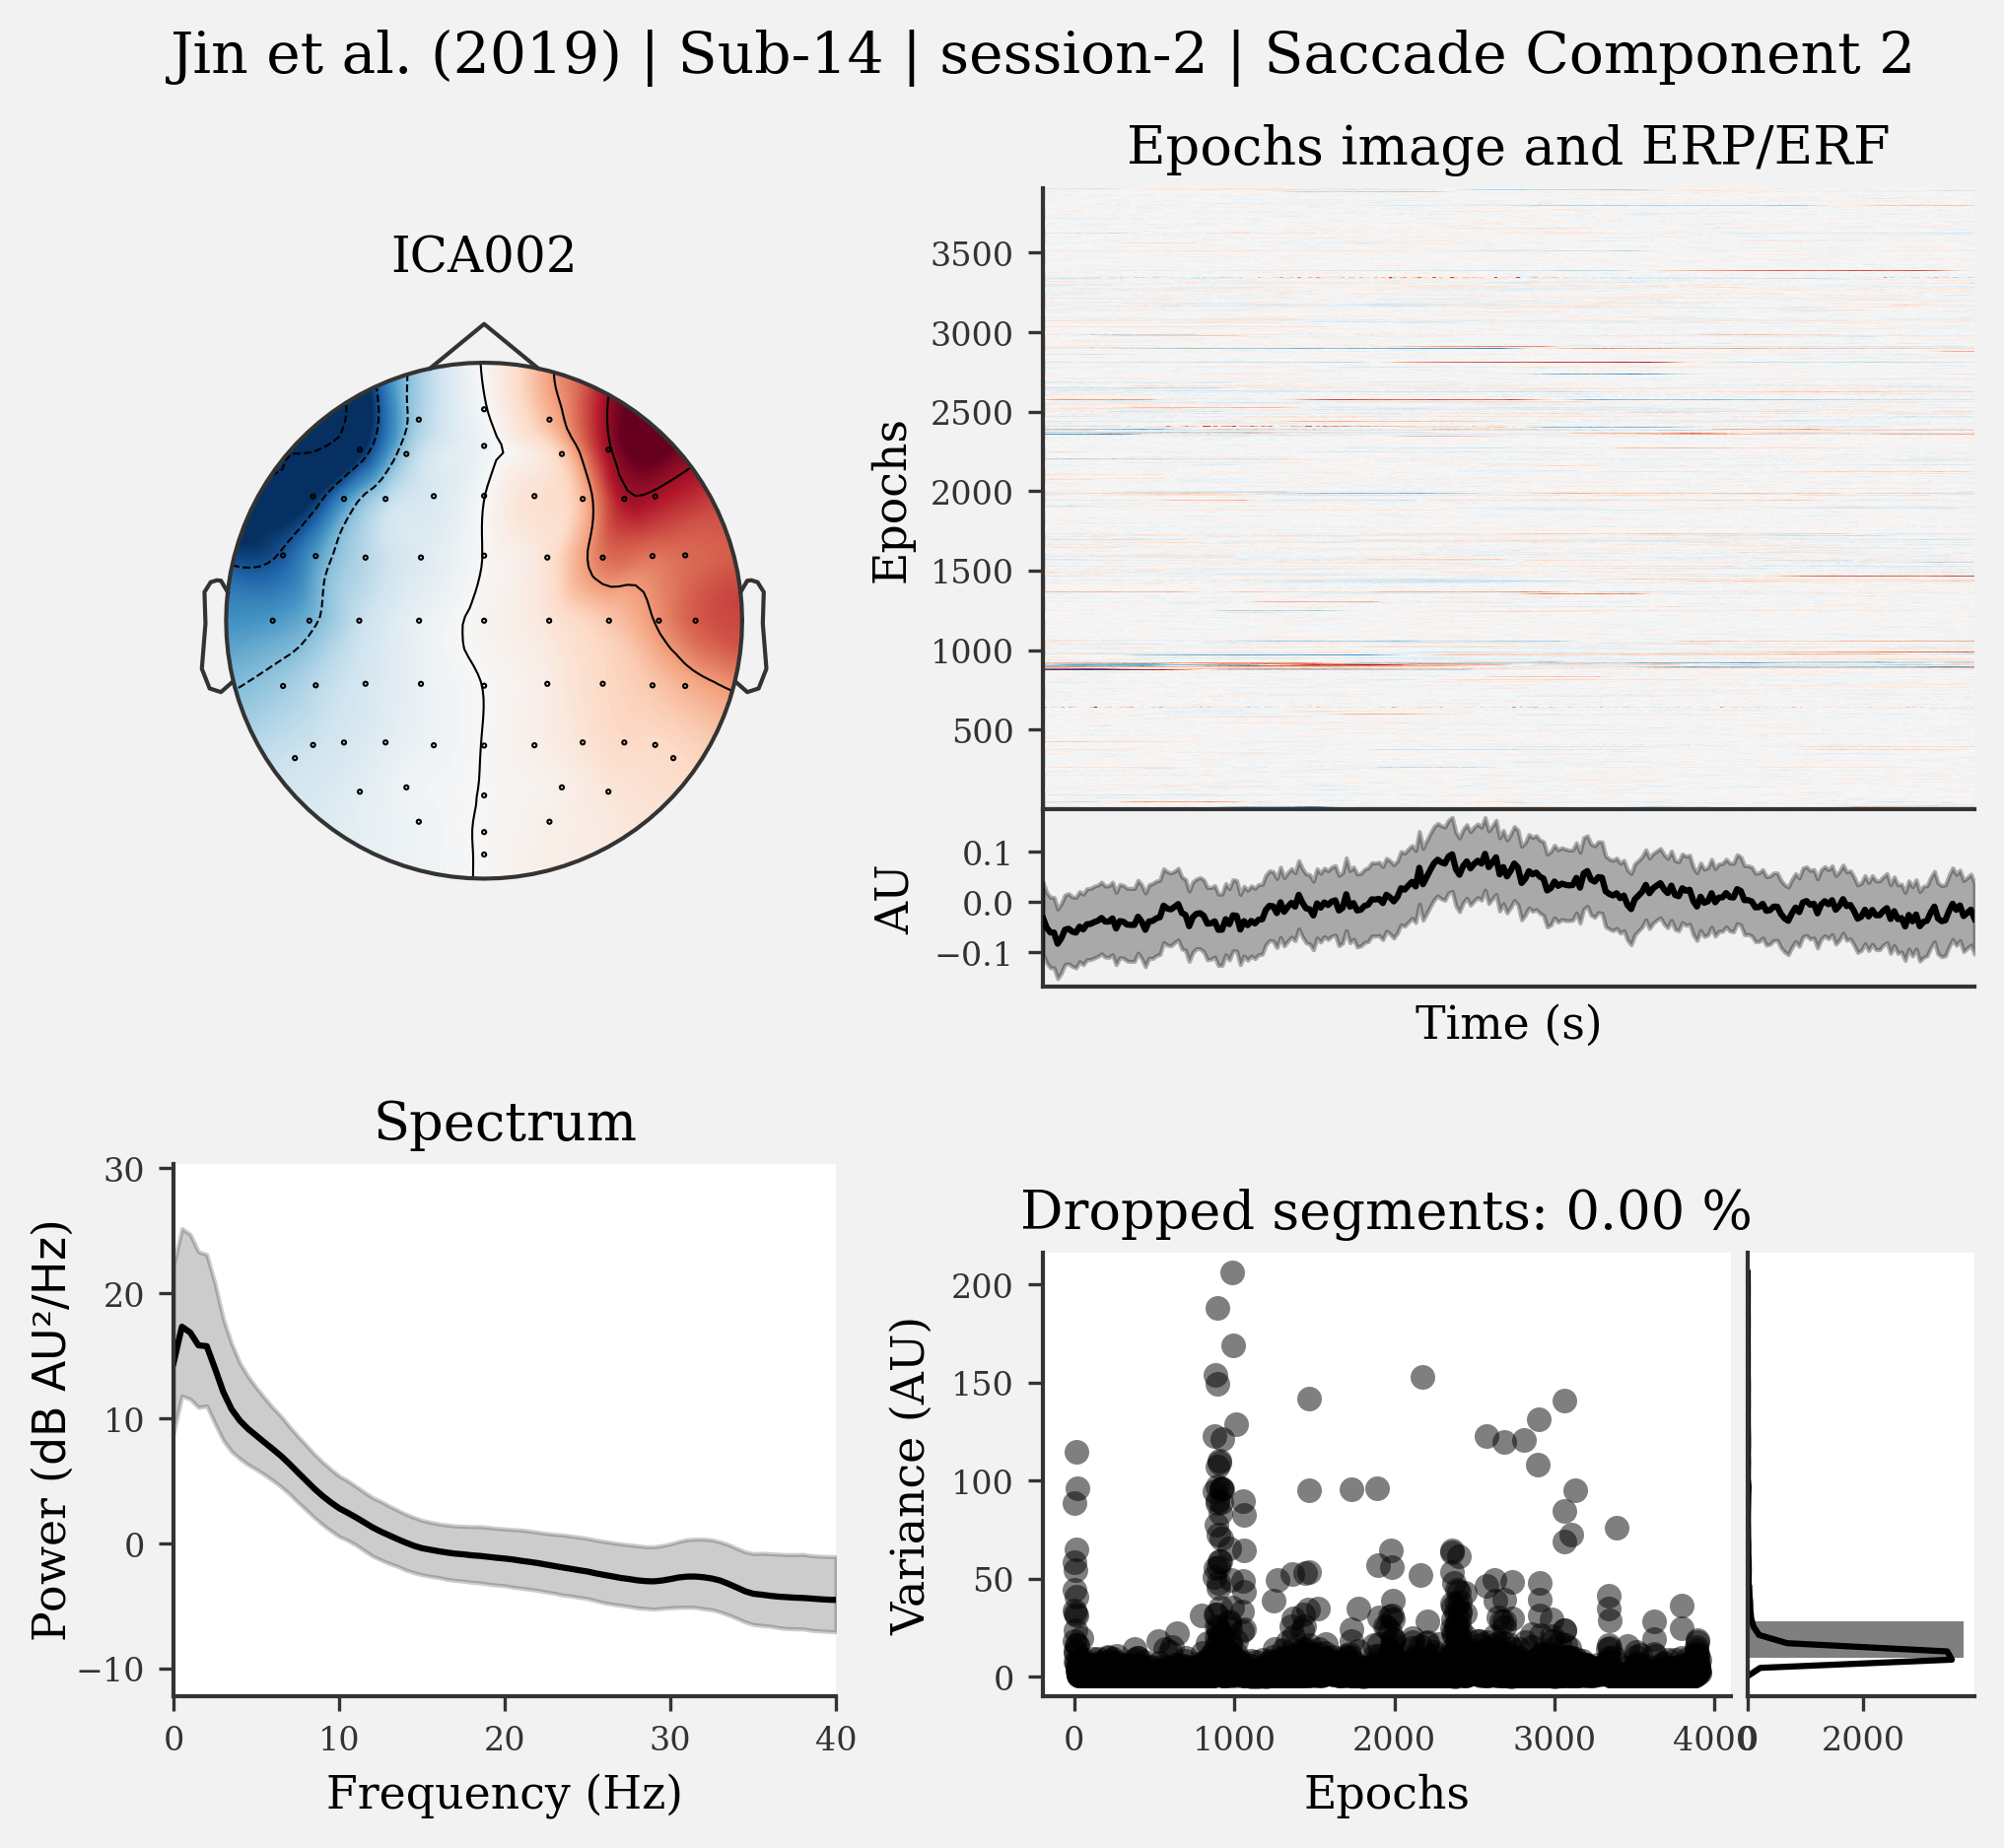 Jin et al. (2019) | Sub-14 | session-2 | Saccade Component 2
ICA002
Epochs image and ERP/ERF
Epochs
3500
3000
2500
2000
1500
1000
500
AU
0.1
0.0
−0.1
Time (s)
Spectrum
Power (dB AU²/Hz)
30
20
10
0
−10
0 10 20 30 40
Frequency (Hz)
Dropped segments: 0.00 %
Variance (AU)
200
150
100
50
0
0 1000 2000 3000 4000
0 2000
Epochs